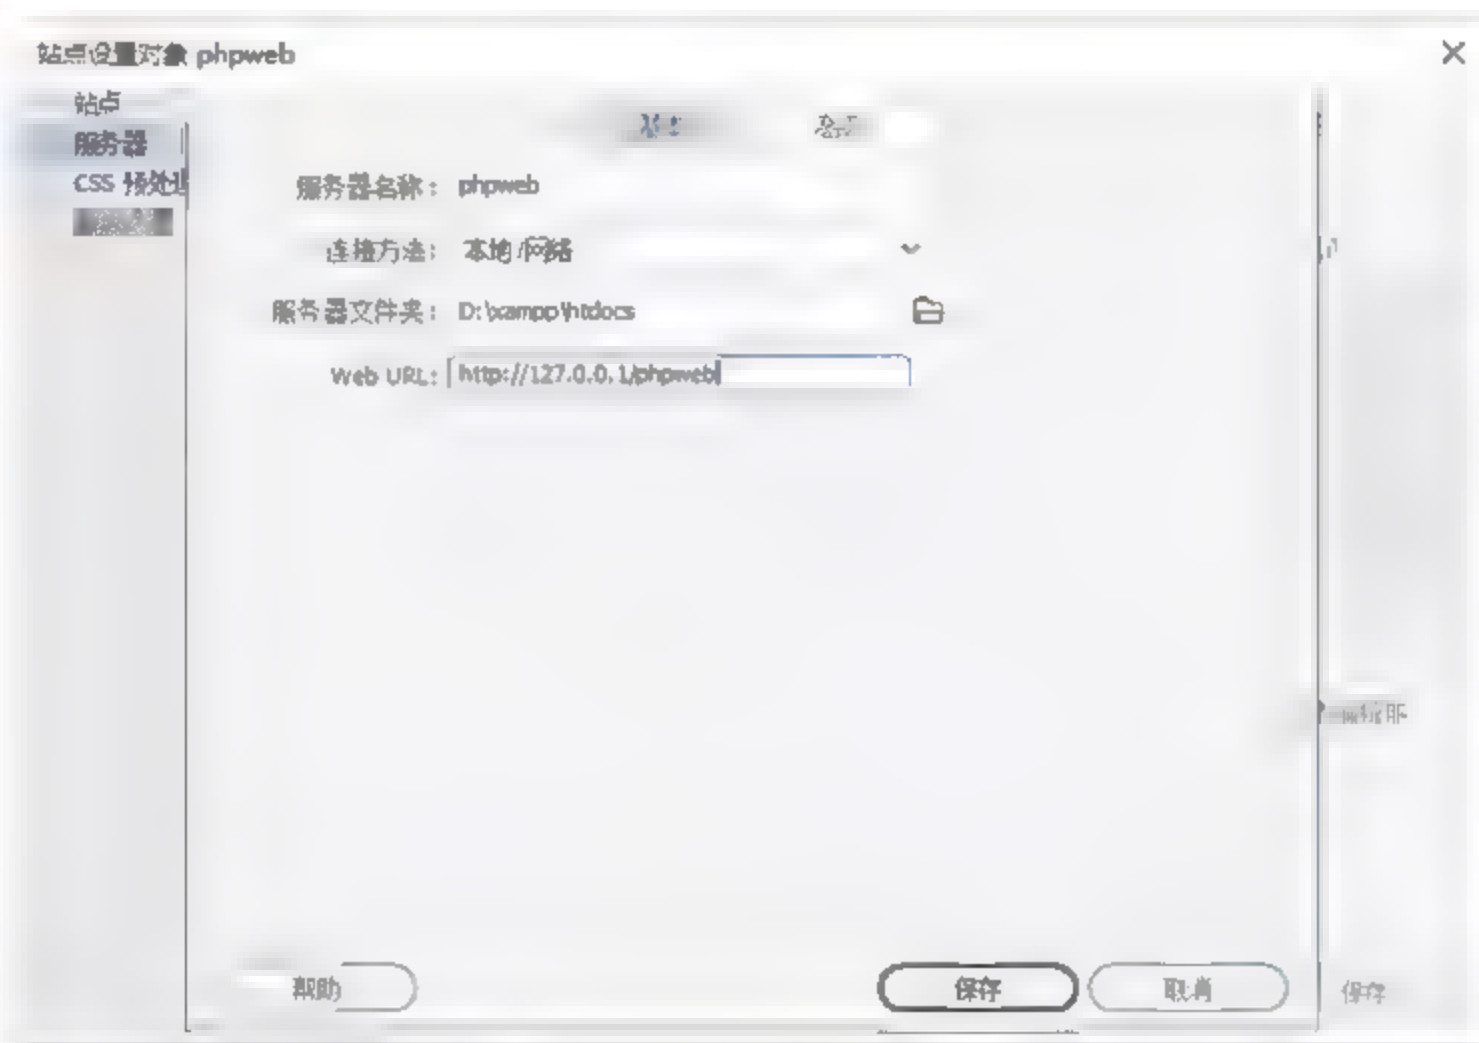 站点设置对象 phpweb
站点
服务器
CSS 预处理
基本
服务器名称： phpweb
连接方法： 本地/网络
服务器文件夹： D:\xampp\htdocs
Web URL: http://127.0.0.1/phpweb
帮助
保存
取消
保存